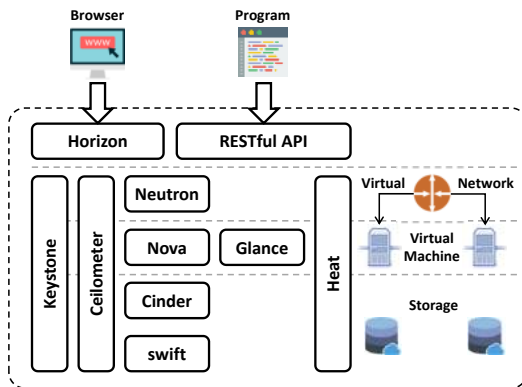 Browser
Program
WWW
Horizon
RESTful API
Keystone
Ceilometer
Neutron
Nova
Glance
Cinder
swift
Heat
Virtual
Network
Virtual
Machine
Storage